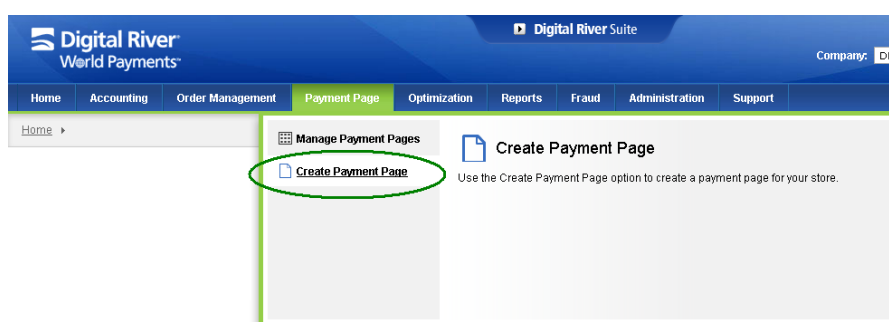 Digital River
World Payments
Digital River Suite
Company:
Home Accounting Order Management Payment Page Optimization Reports Fraud Administration Support
Home
Manage Payment Pages
Create Payment Page
Create Payment Page
Use the Create Payment Page option to create a payment page for your store.